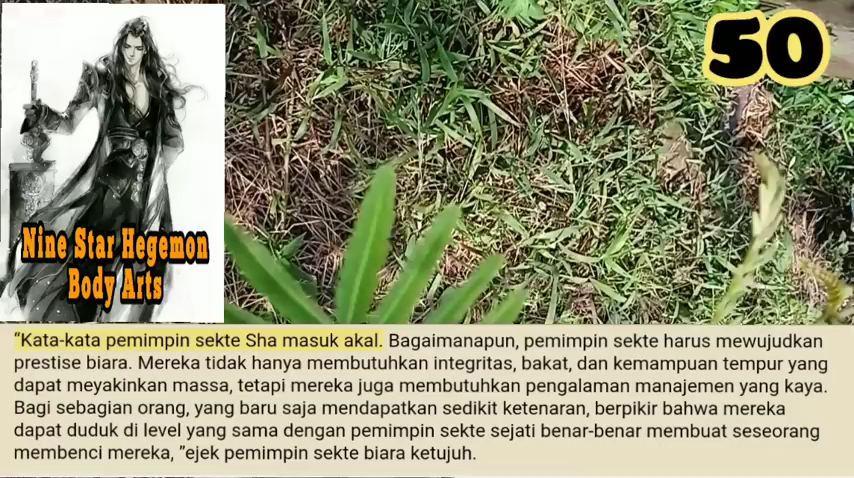 50
Nine Star Hegemon
Body Arts
“Kata-kata pemimpin sekte Sha masuk akal. Bagaimanapun, pemimpin sekte harus mewujudkan
prestise biara. Mereka tidak hanya membutuhkan integritas, bakat, dan kemampuan tempur yang
dapat meyakinkan massa, tetapi mereka juga membutuhkan pengalaman manajemen yang kaya.
Bagi sebagian orang, yang baru saja mendapatkan sedikit ketenaran, berpikir bahwa mereka
dapat duduk di level yang sama dengan pemimpin sekte sejati benar-benar membuat seseorang
membenci mereka, ”ejek pemimpin sekte biara ketujuh.